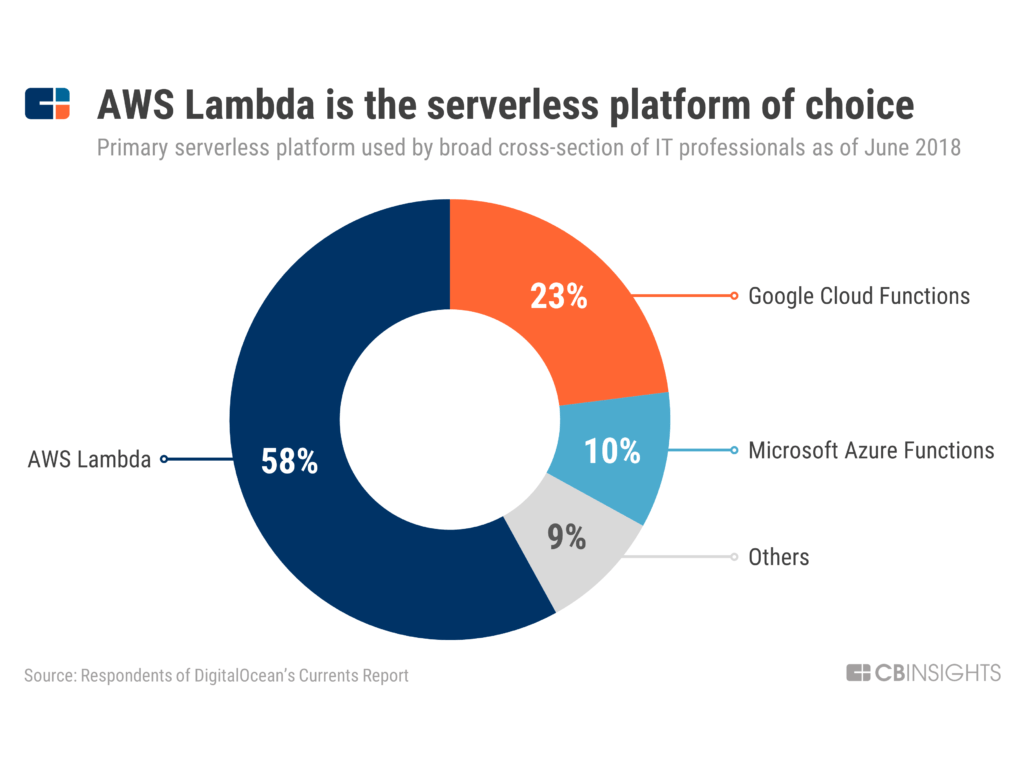 AWS Lambda is the serverless platform of choice
Primary serverless platform used by broad cross-section of IT professionals as of June 2018
23%
Google Cloud Functions
10%
Microsoft Azure Functions
AWS Lambda
58%
9%
Others
Source: Respondents of DigitalOcean's Currents Report
CBINSIGHTS